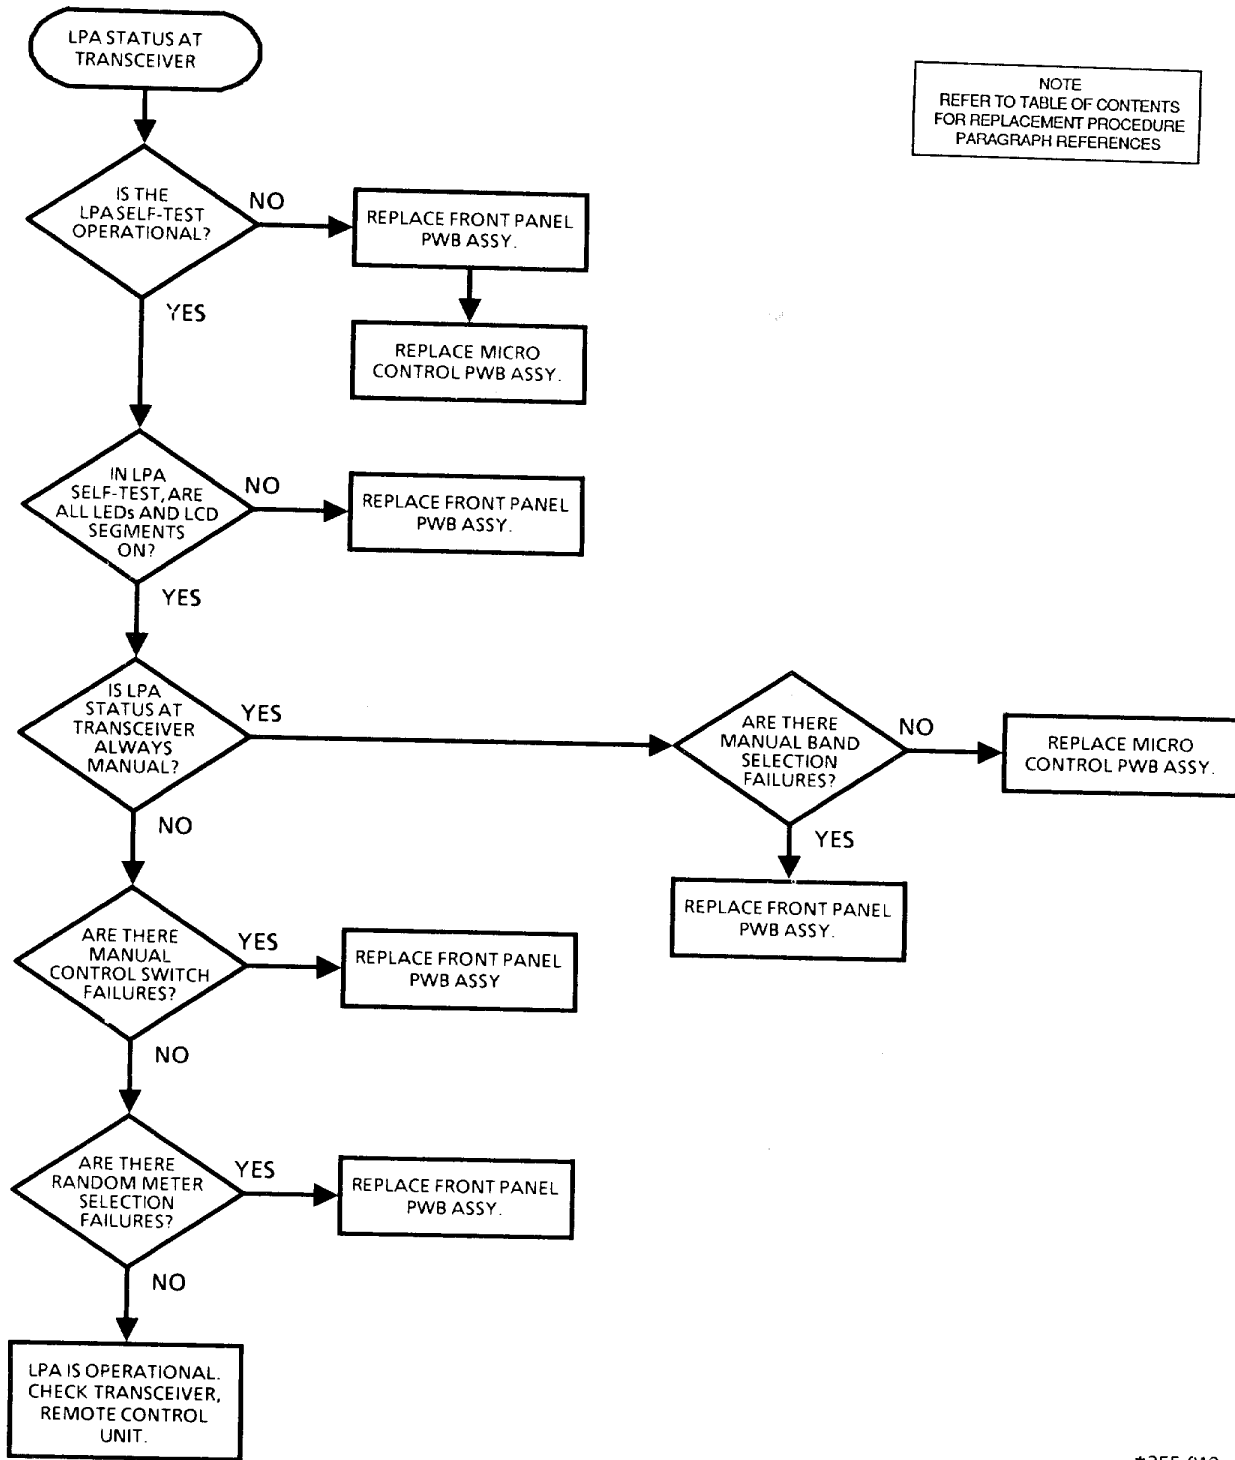 LPA STATUS AT
TRANSCEIVER
NOTE
REFER TO TABLE OF CONTENTS
FOR REPLACEMENT PROCEDURE
PARAGRAPH REFERENCES
IS THE
LPA SELF-TEST
OPERATIONAL?
NO
REPLACE FRONT PANEL
PWB ASSY.
YES
REPLACE MICRO
CONTROL PWB ASSY.
IN LPA
SELF-TEST, ARE
ALL LEDs AND LCD
SEGMENTS
ON?
NO
REPLACE FRONT PANEL
PWB ASSY.
YES
IS LPA
STATUS AT
TRANSCEIVER
ALWAYS
MANUAL?
YES
ARE THERE
MANUAL BAND
SELECTION
FAILURES?
NO
REPLACE MICRO
CONTROL PWB ASSY.
YES
REPLACE FRONT PANEL
PWB ASSY.
NO
ARE THERE
MANUAL
CONTROL SWITCH
FAILURES?
YES
REPLACE FRONT PANEL
PWB ASSY
NO
ARE THERE
RANDOM METER
SELECTION
FAILURES?
YES
REPLACE FRONT PANEL
PWB ASSY.
NO
LPA IS OPERATIONAL.
CHECK TRANSCEIVER,
REMOTE CONTROL
UNIT.